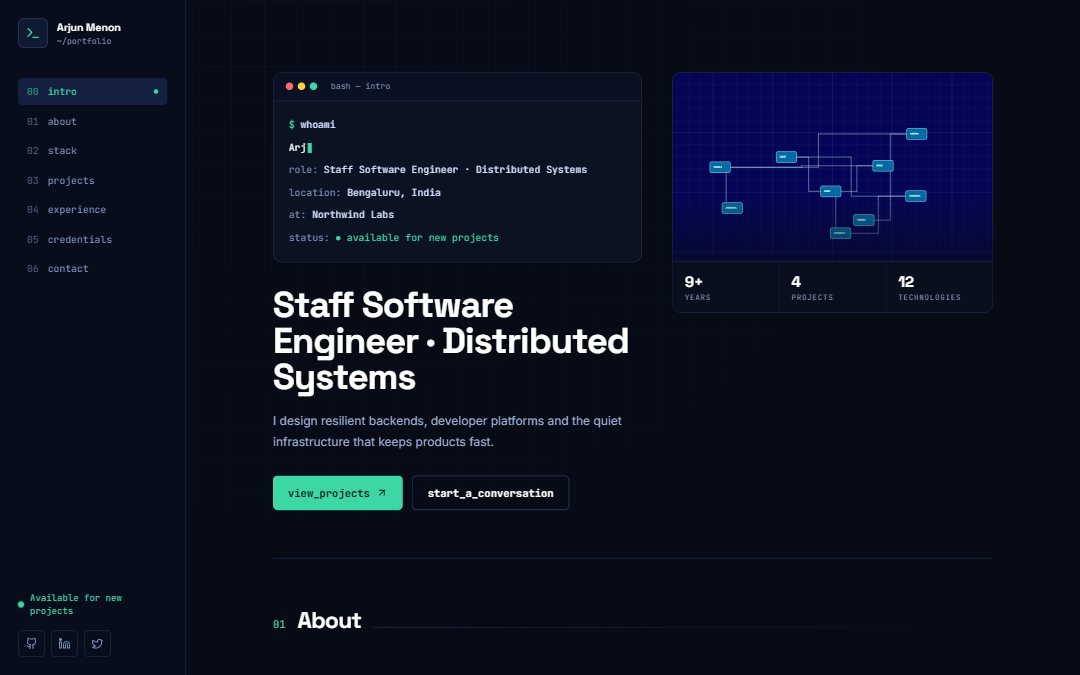 Arjun Menon
~/portfolio
00 intro
01 about
02 stack
03 projects
04 experience
05 credentials
06 contact
Available for new
projects
bash — intro
$ whoami
Arj
role: Staff Software Engineer · Distributed Systems
location: Bengaluru, India
at: Northwind Labs
status: ● available for new projects
Staff Software
Engineer · Distributed
Systems
I design resilient backends, developer platforms and the quiet
infrastructure that keeps products fast.
view_projects
start_a_conversation
9+
YEARS
4
PROJECTS
12
TECHNOLOGIES
01 About